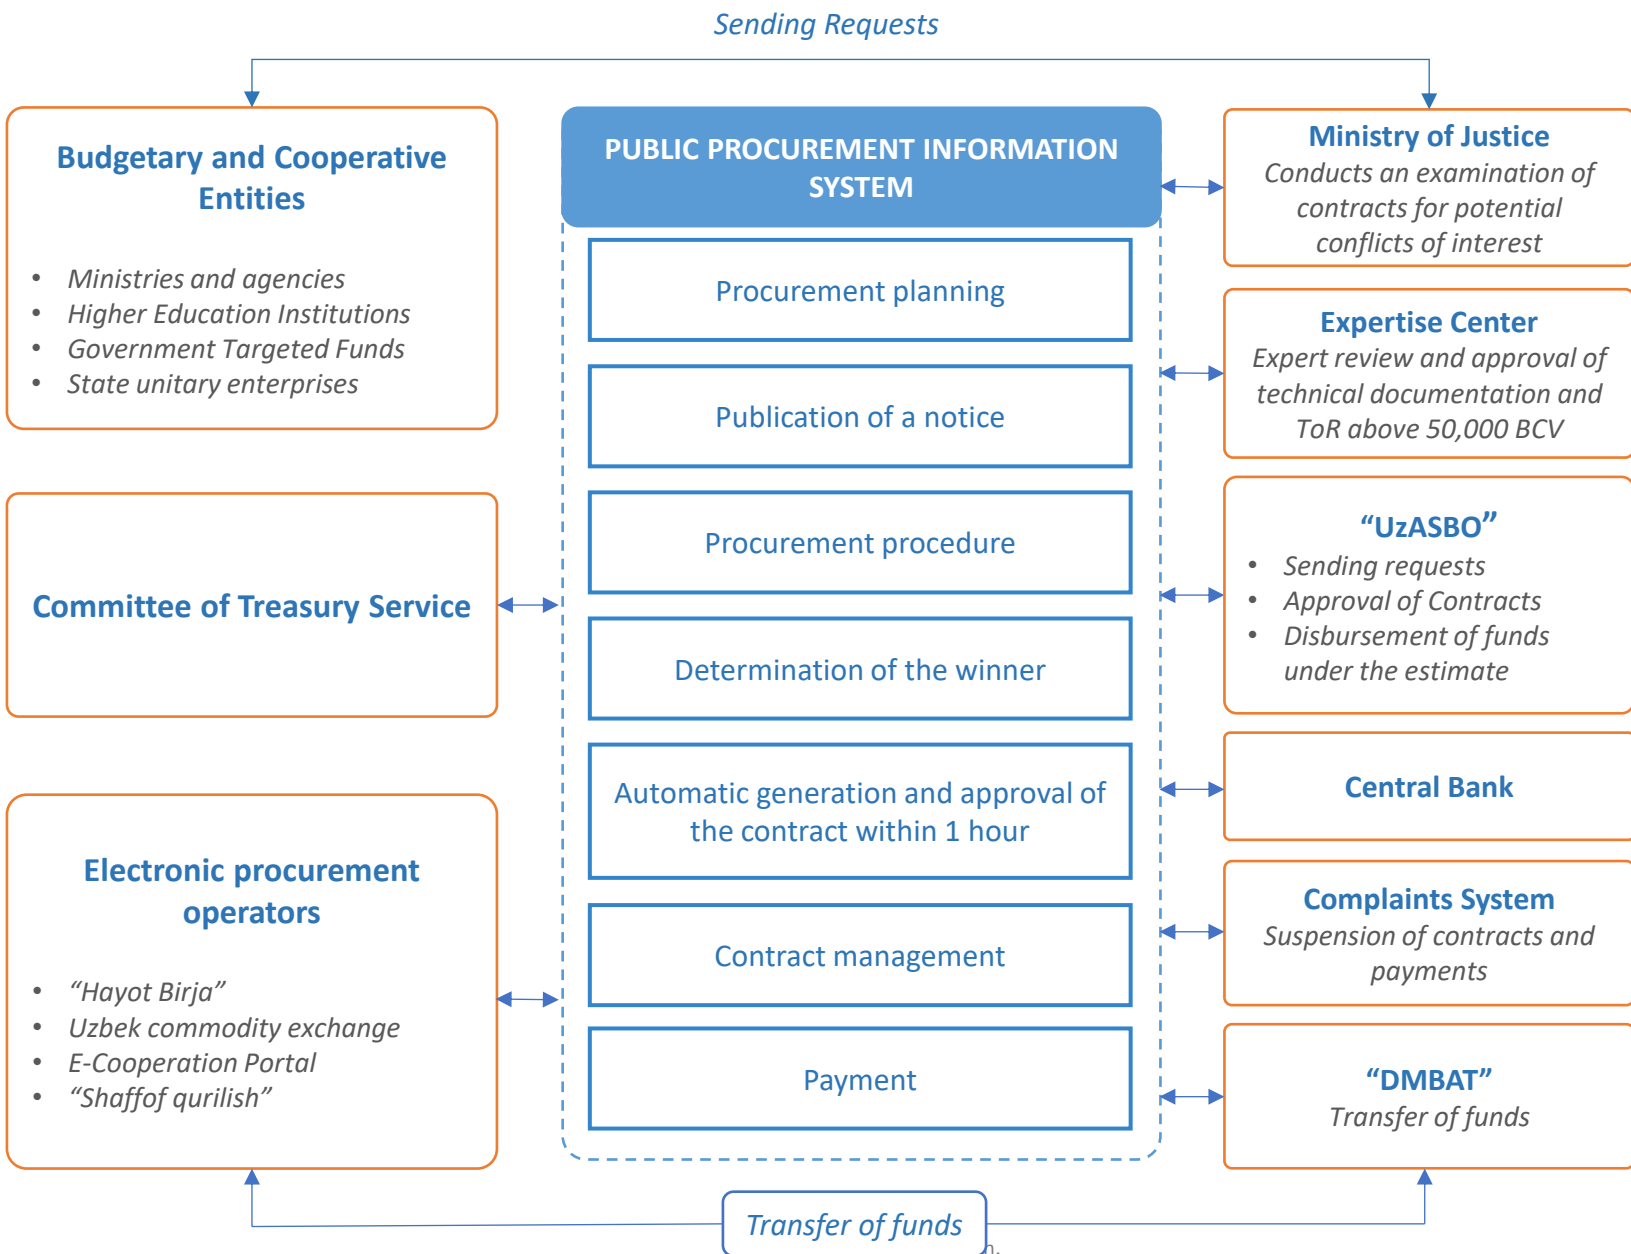 Sending Requests
Budgetary and Cooperative
Entities
• Ministries and agencies
• Higher Education Institutions
• Government Targeted Funds
• State unitary enterprises
Committee of Treasury Service
Electronic procurement
operators
• “Hayot Birja”
• Uzbek commodity exchange
• E-Cooperation Portal
• “Shaffof qurilish”
PUBLIC PROCUREMENT INFORMATION
SYSTEM
Procurement planning
Publication of a notice
Procurement procedure
Determination of the winner
Automatic generation and approval of
the contract within 1 hour
Contract management
Payment
Ministry of Justice
Conducts an examination of
contracts for potential
conflicts of interest
Expertise Center
Expert review and approval of
technical documentation and
ToR above 50,000 BCV
“UzASBO”
• Sending requests
• Approval of Contracts
• Disbursement of funds
under the estimate
Central Bank
Complaints System
Suspension of contracts and
payments
“DMBAT”
Transfer of funds
Transfer of funds